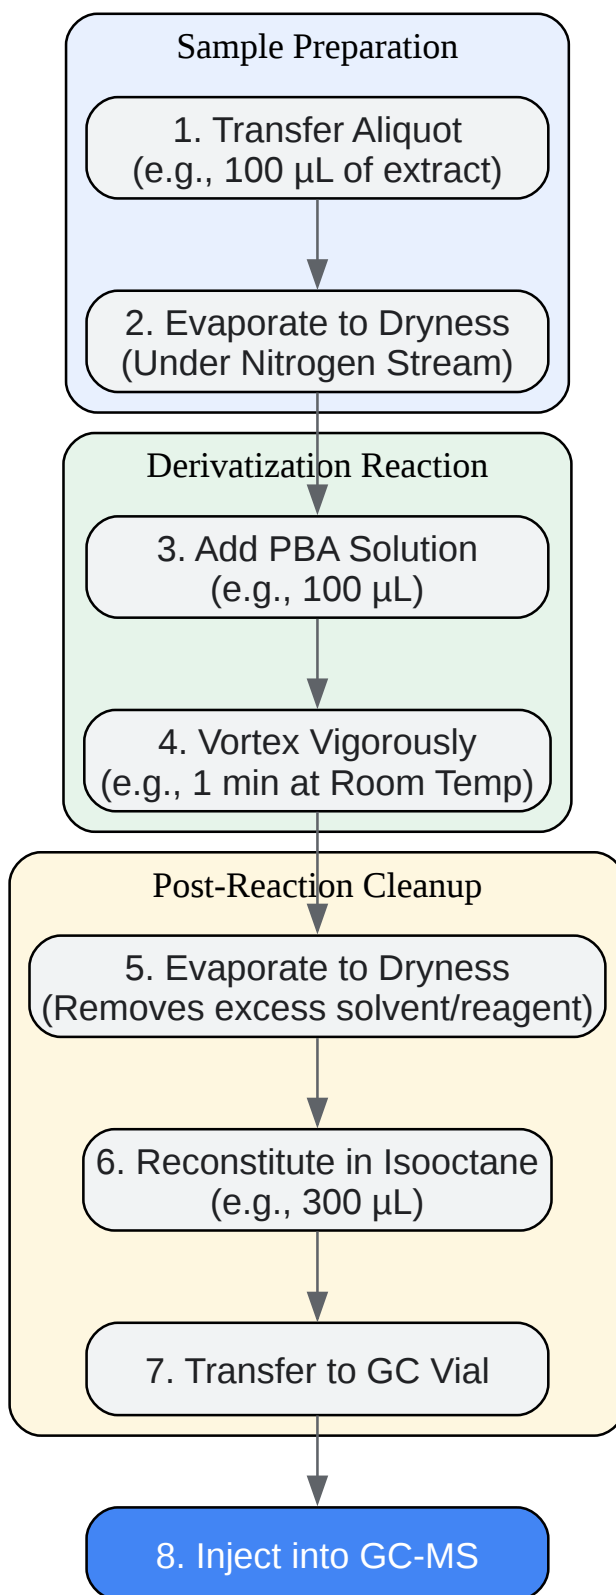 Sample Preparation
1. Transfer Aliquot
(e.g., 100 µL of extract)
2. Evaporate to Dryness
(Under Nitrogen Stream)
Derivatization Reaction
3. Add PBA Solution
(e.g., 100 µL)
4. Vortex Vigorously
(e.g., 1 min at Room Temp)
Post-Reaction Cleanup
5. Evaporate to Dryness
(Removes excess solvent/reagent)
6. Reconstitute in Isooctane
(e.g., 300 µL)
7. Transfer to GC Vial
8. Inject into GC-MS